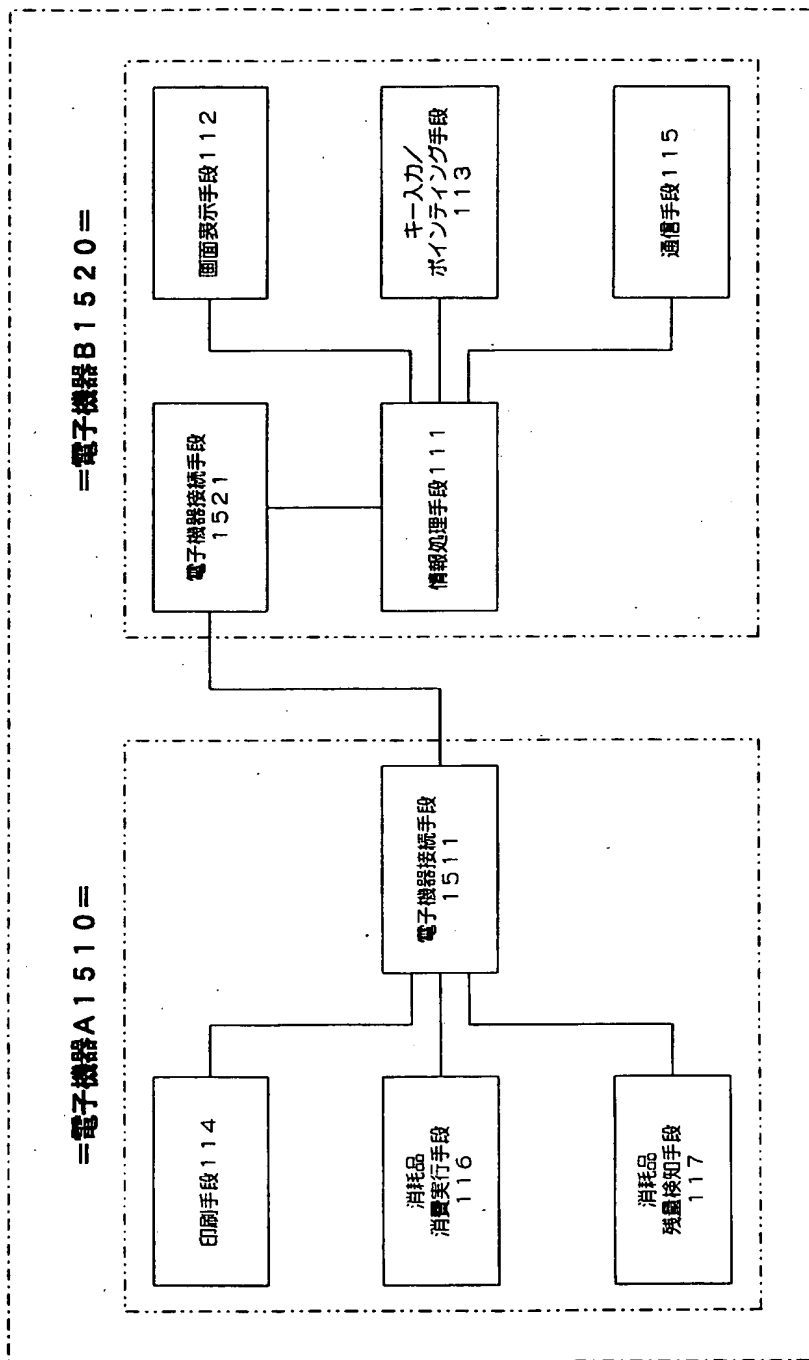 =電子機器A1510=
印刷手段114
消耗品
消費実行手段
116
消耗品
残量検知手段
117
電子機器接続手段
1511
=電子機器B1520=
電子機器接続手段
1521
情報処理手段111
画面表示手段112
キー入力/
ポインティング手段
113
通信手段115